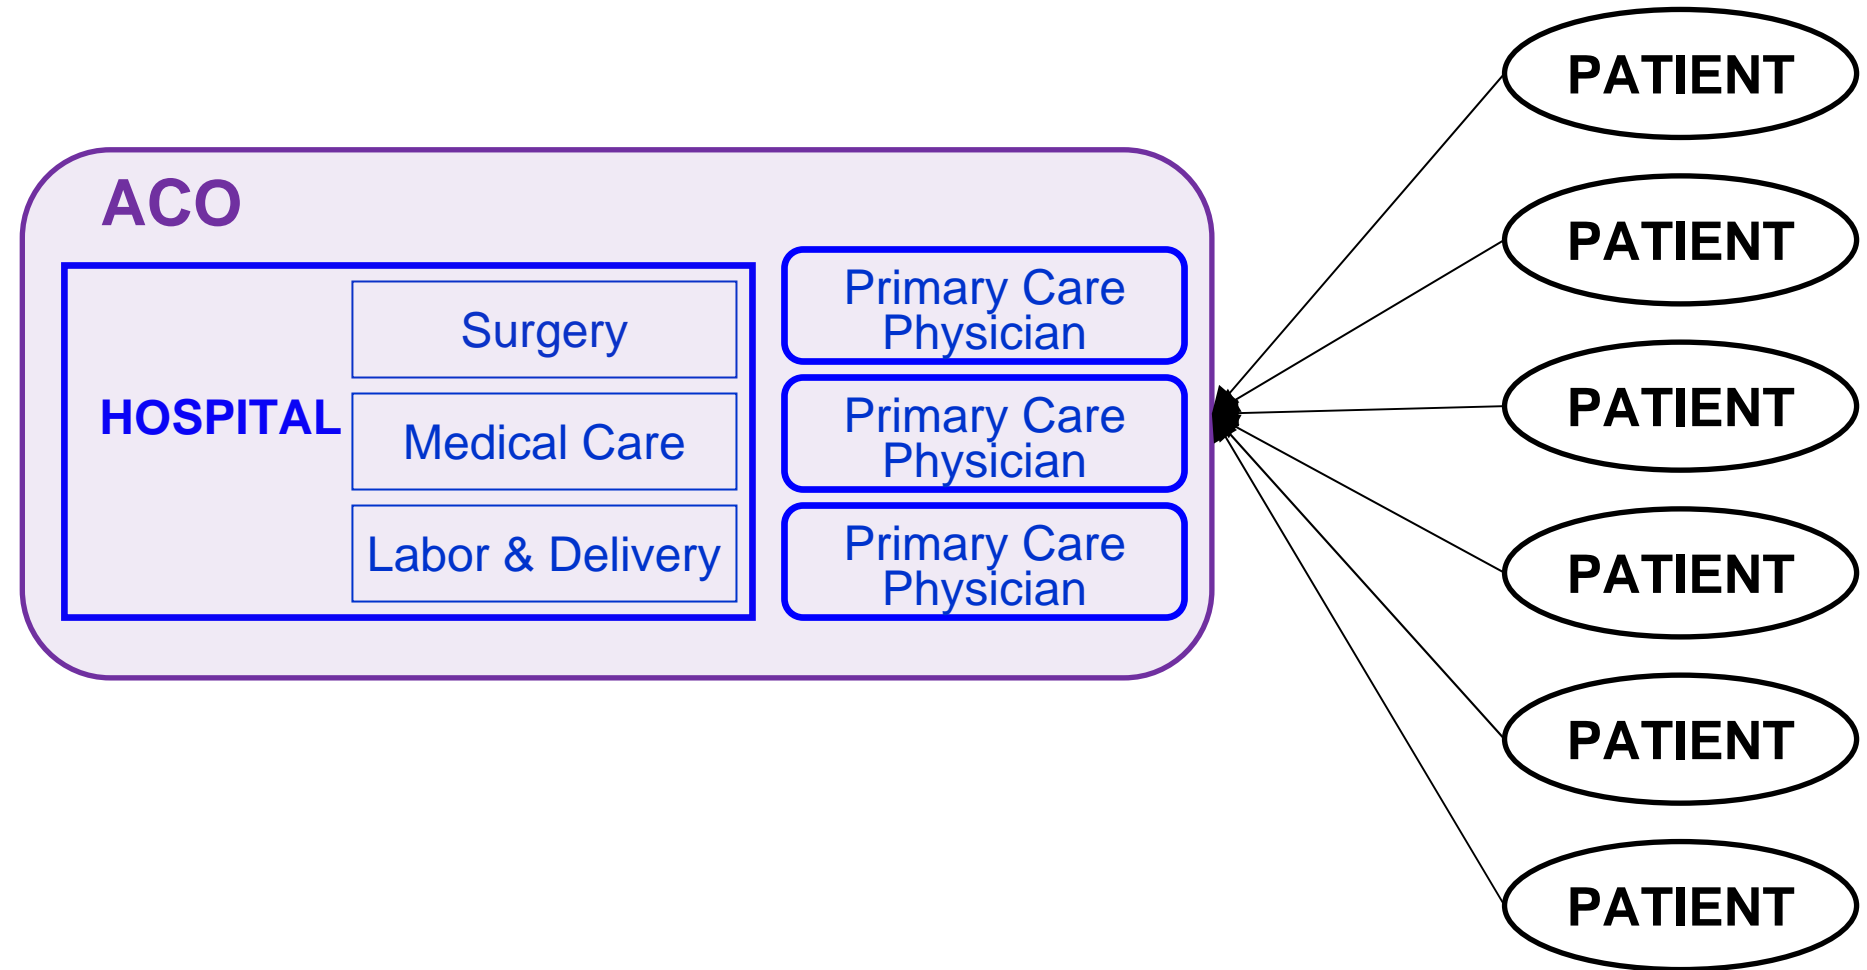 ACO
HOSPITAL
Surgery
Medical Care
Labor & Delivery
Primary Care
Physician
Primary Care
Physician
Primary Care
Physician
PATIENT
PATIENT
PATIENT
PATIENT
PATIENT
PATIENT